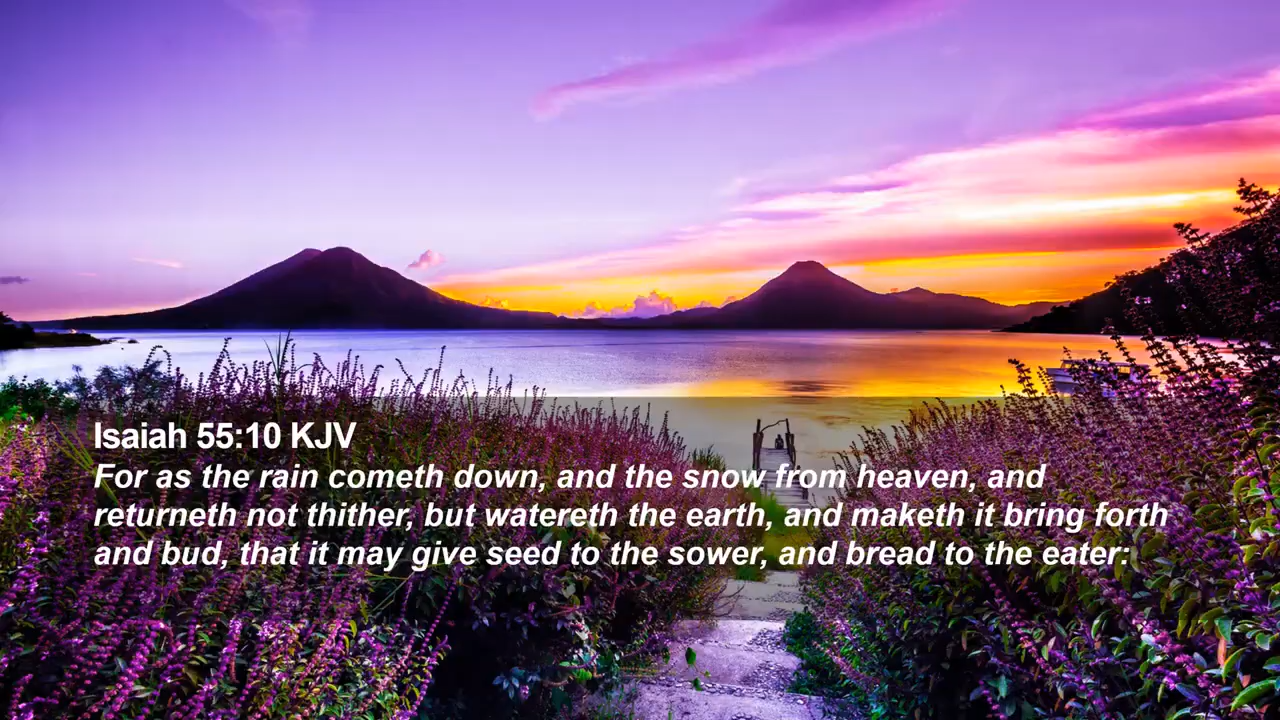 Isaiah 55:10 KJV
For as the rain cometh down, and the snow from heaven, and
returneth not thither, but watereth the earth, and maketh it bring forth
and bud, that it may give seed to the sower, and bread to the eater: